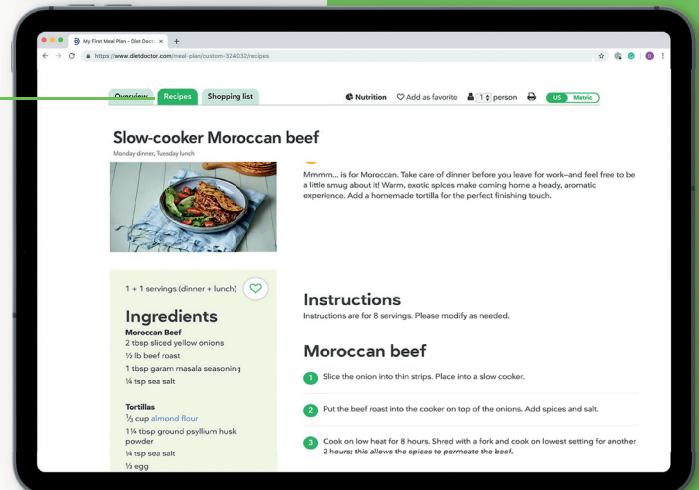 My First Meal Plan - Diet Docto
https://www.dietdoctor.com/meal-plan/custom-324032/recipes
Overview
Recipes
Shopping list
Nutrition
Add as favorite
1
person
US
Metric
Slow-cooker Moroccan beef
Monday dinner, Tuesday lunch
Mmmm... is for Moroccan. Take care of dinner before you leave for work—and feel free to be
a little smug about it! Warm, exotic spices make coming home a heady, aromatic
experience. Add a homemade tortilla for the perfect finishing touch.
1 + 1 servings (dinner + lunch)
Ingredients
Moroccan Beef
2 tbsp sliced yellow onions
½ lb beef roast
1 tbsp garam masala seasoning
¼ tsp sea salt
Tortillas
⅓ cup almond flour
1¼ tbsp ground psyllium husk
powder
¼ tsp sea salt
½ egg
Instructions
Instructions are for 8 servings. Please modify as needed.
Moroccan beef
1 Slice the onion into thin strips. Place into a slow cooker.
2 Put the beef roast into the cooker on top of the onions. Add spices and salt.
3 Cook on low heat for 8 hours. Shred with a fork and cook on lowest setting for another
2 hours; this allows the spices to permeate the beef.